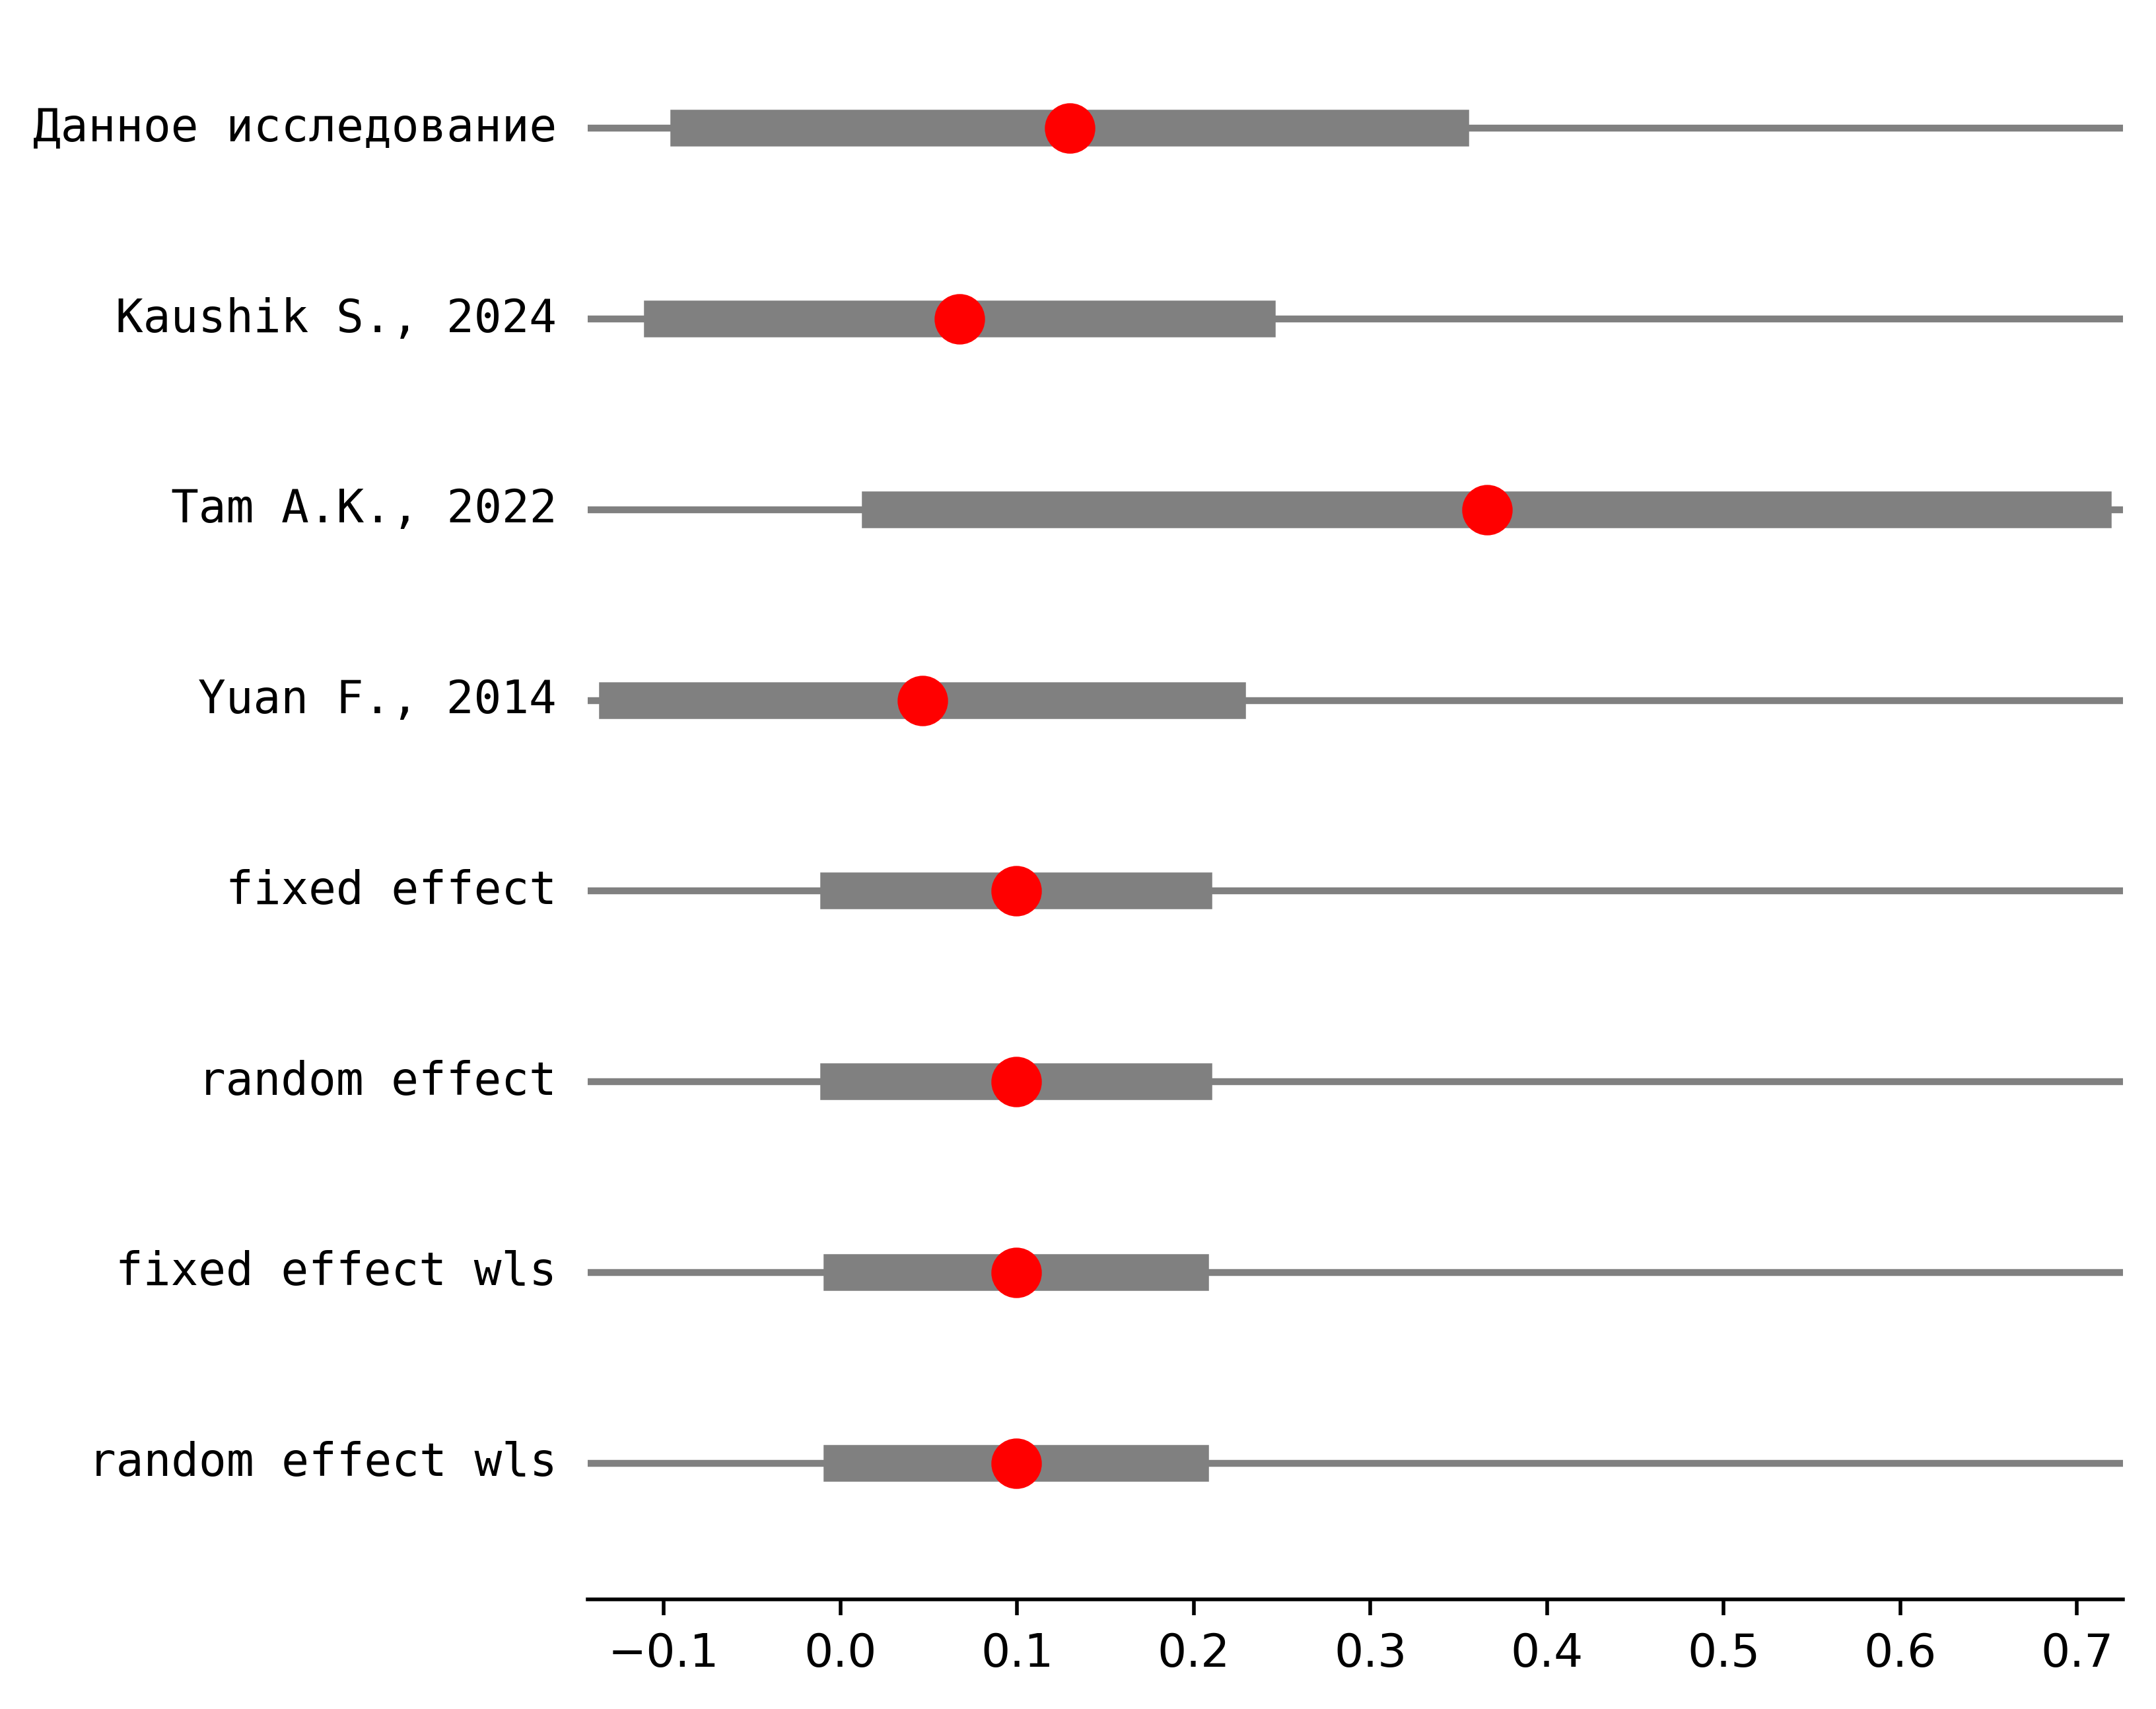 Данное исследование
Kaushik S., 2024
Tam A.K., 2022
Yuan F., 2014
fixed effect
random effect
fixed effect wls
random effect wls
−0.1 0.0 0.1 0.2 0.3 0.4 0.5 0.6 0.7